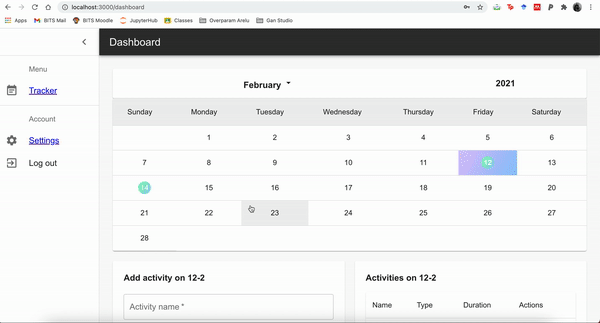 localhost:3000/dashboard
Apps BITS Mail BITS Moodle JupyterHub Classes Overparam Arelu Gan Studio
Dashboard
Menu
Tracker
Account
Settings
Log out
February 2021
Sunday Monday Tuesday Wednesday Thursday Friday Saturday
1 2 3 4 5 6
7 8 9 10 11 12 13
14 15 16 17 18 19 20
21 22 23 24 25 26 27
28
Add activity on 12-2
Activity name *
Activities on 12-2
Name Type Duration Actions